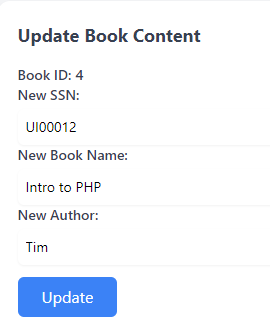 Update Book Content
Book ID: 4
New SSN:
UI00012
New Book Name:
Intro to PHP
New Author:
Tim
Update